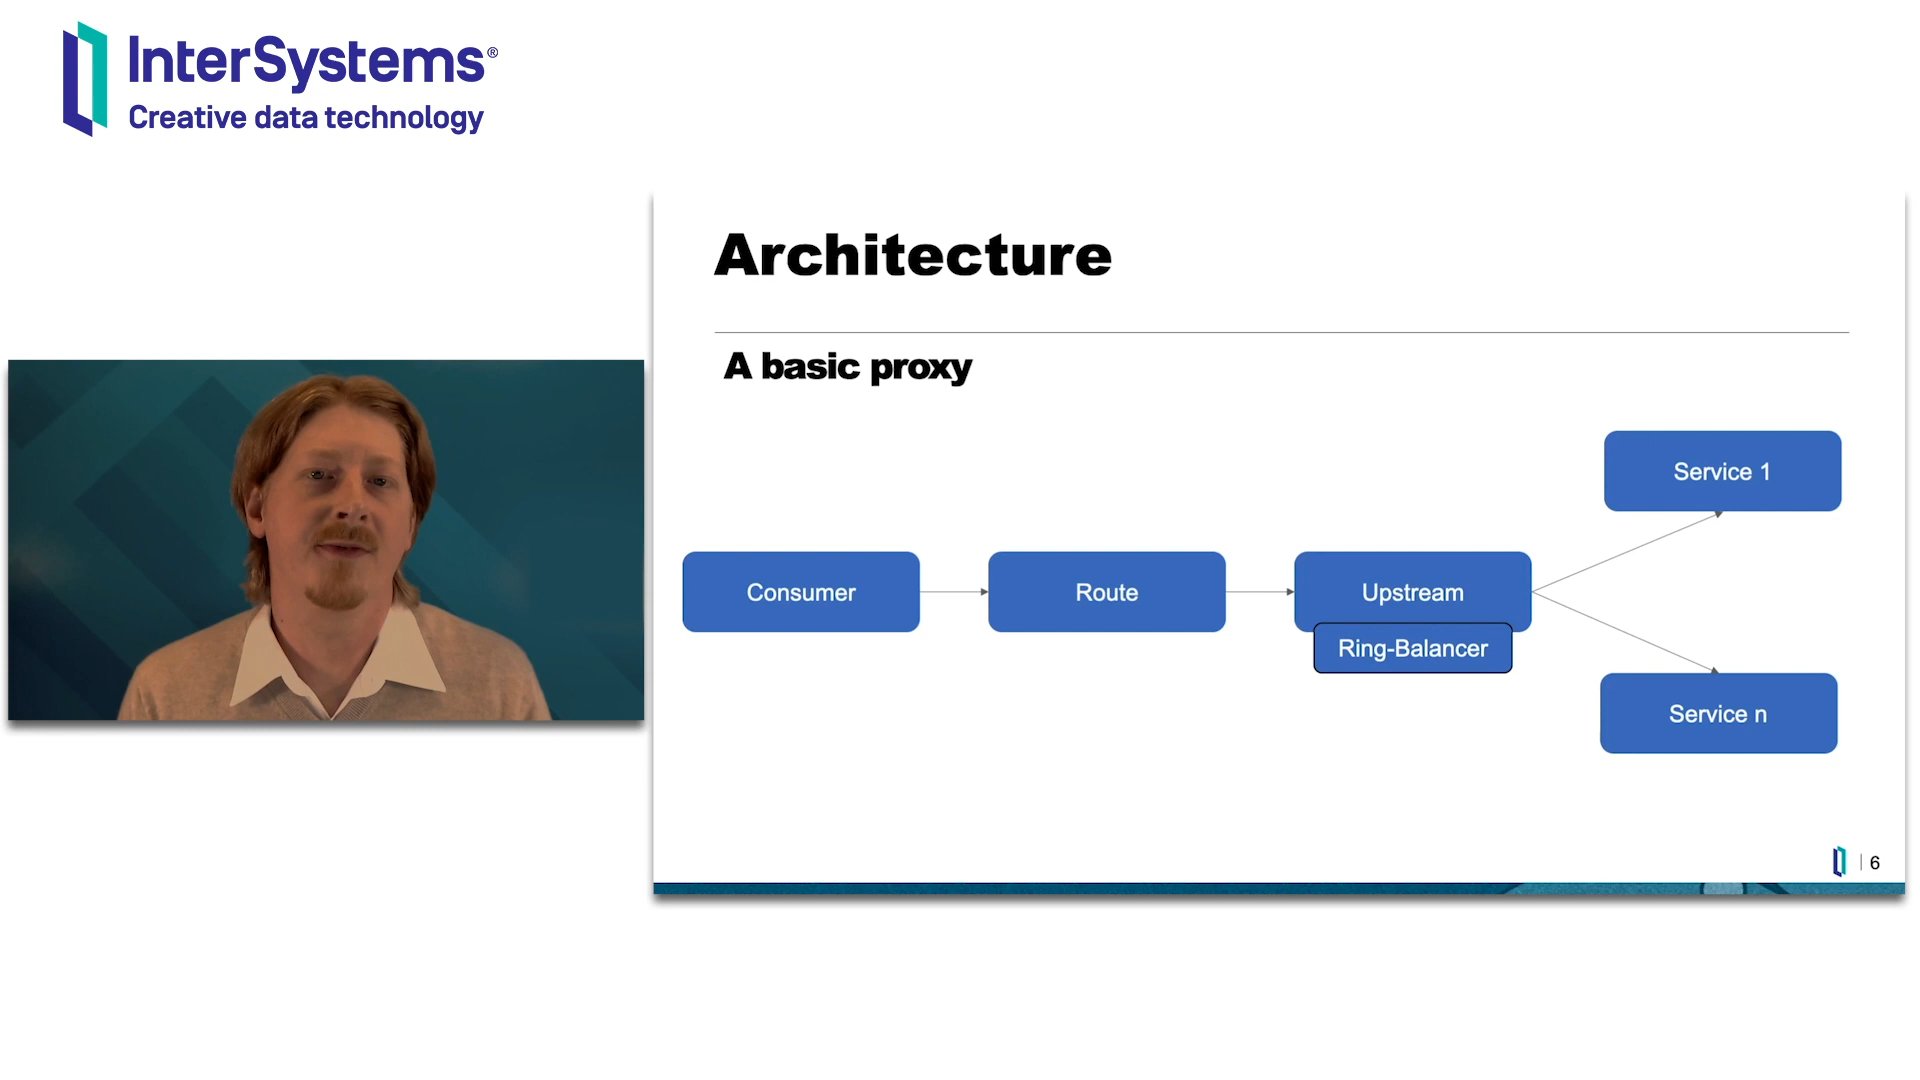 InterSystems®
Creative data technology
Architecture
A basic proxy
Service 1
Consumer
Route
Upstream
Ring-Balancer
Service n
6